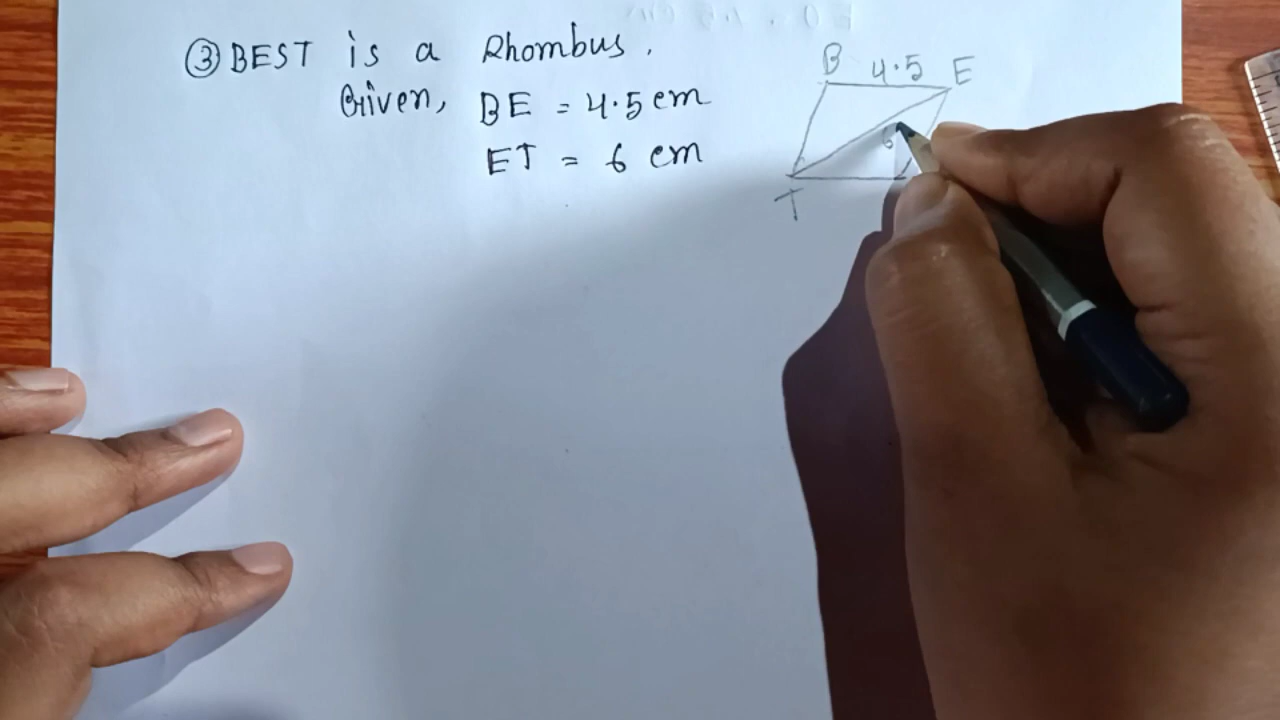 ③ BEST is a Rhombus.
Given, BE = 4.5 cm
ET = 6 cm
B 4.5 E
6
T